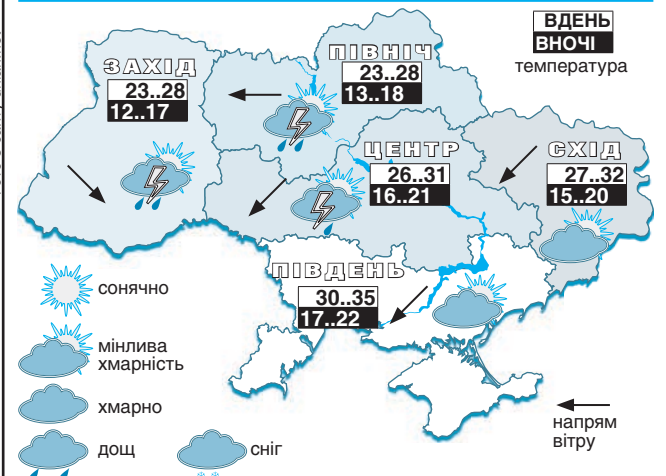 ВДЕНЬ
ВНОЧІ
температура
ЗАХІД
23..28
12..17
ПІВНІЧ
23..28
13..18
ЦЕНТР
26..31
16..21
СХІД
27..32
15..20
ПІВДЕНЬ
30..35
17..22
сонячно
мінлива
хмарність
хмарно
дощ
сніг
напрям
вітру